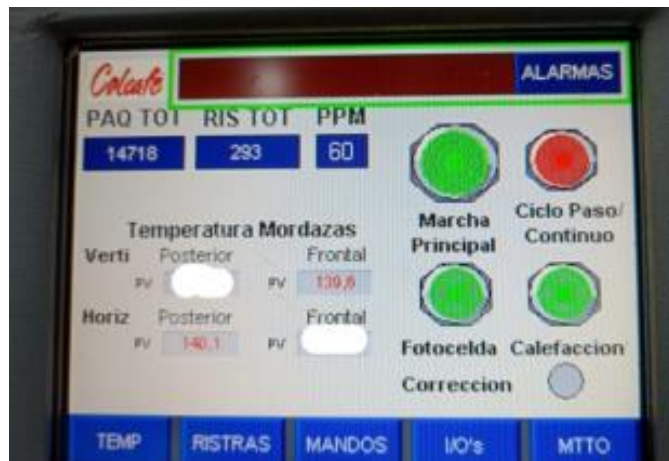 Colcafe
ALARMAS
PAQ TOT RIS TOT PPM
14718 293 60
Temperatura Mordazas
Verti Posterior Frontal
PV PV 139,6
Horiz Posterior Frontal
PV 140,1 PV
Marcha Principal
Ciclo Paso/
Continuo
Fotocelda Calefaccion
Correccion
TEMP RISTRAS MANDOS I/O's MTTO